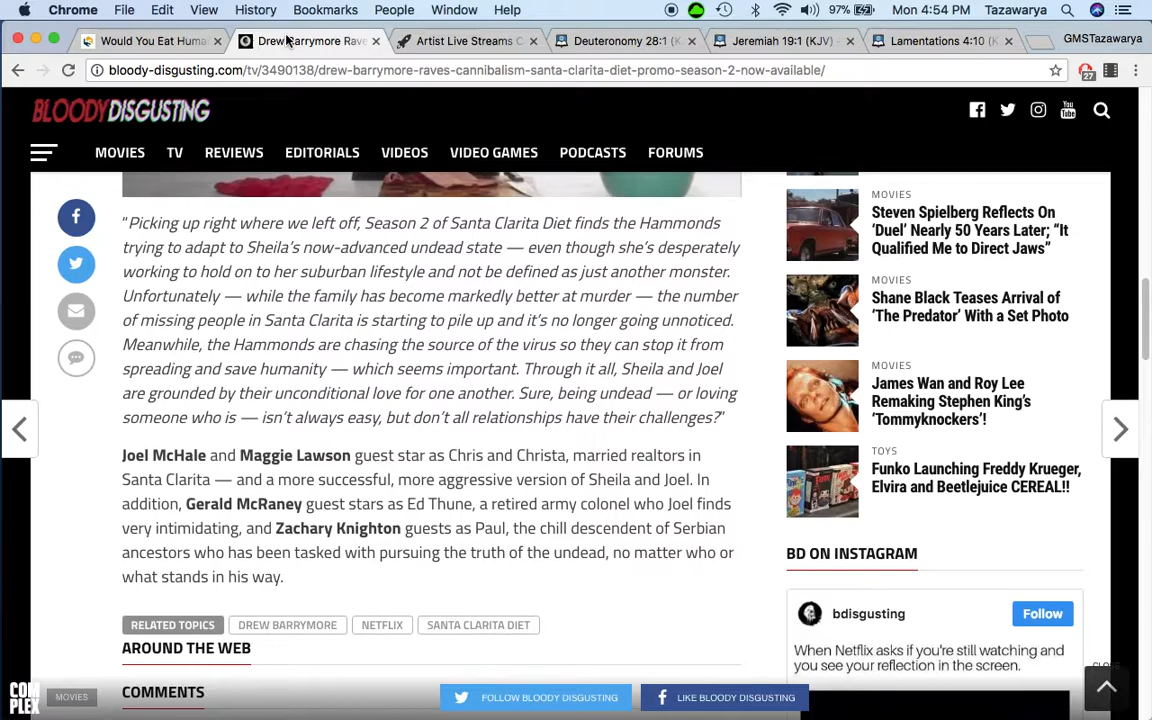 Chrome File Edit View History Bookmarks People Window Help 97% Mon 4:54 PM Tazawarya
Would You Eat Huma Drew Barrymore Rave Artist Live Streams C Deuteronomy 28:1 (K Jeremiah 19:1 (KJV) - Lamentations 4:10 (K GMSTazawarya
bloody-disgusting.com/tv/3490138/drew-barrymore-raves-cannibalism-santa-clarita-diet-promo-season-2-now-available/ 27
BLOODY DISGUSTING
You Tube
MOVIES TV REVIEWS EDITORIALS VIDEOS VIDEO GAMES PODCASTS FORUMS
"Picking up right where we left off, Season 2 of Santa Clarita Diet finds the Hammonds
trying to adapt to Sheila's now-advanced undead state — even though she's desperately
working to hold on to her suburban lifestyle and not be defined as just another monster.
Unfortunately — while the family has become markedly better at murder — the number
of missing people in Santa Clarita is starting to pile up and it's no longer going unnoticed.
Meanwhile, the Hammonds are chasing the source of the virus so they can stop it from
spreading and save humanity — which seems important. Through it all, Sheila and Joel
are grounded by their unconditional love for one another. Sure, being undead — or loving
someone who is — isn't always easy, but don't all relationships have their challenges?"
Joel McHale and Maggie Lawson guest star as Chris and Christa, married realtors in
Santa Clarita — and a more successful, more aggressive version of Sheila and Joel. In
addition, Gerald McRaney guest stars as Ed Thune, a retired army colonel who Joel finds
very intimidating, and Zachary Knighton guests as Paul, the chill descendent of Serbian
ancestors who has been tasked with pursuing the truth of the undead, no matter who or
what stands in his way.
RELATED TOPICS DREW BARRYMORE NETFLIX SANTA CLARITA DIET
AROUND THE WEB
COMMENTS
MOVIES
Steven Spielberg Reflects On
'Duel' Nearly 50 Years Later; "It
Qualified Me to Direct Jaws"
MOVIES
Shane Black Teases Arrival of
'The Predator' With a Set Photo
MOVIES
James Wan and Roy Lee
Remaking Stephen King's
'Tommyknockers'!
TOYS
Funko Launching Freddy Krueger,
Elvira and Beetlejuice CEREAL!!
BD ON INSTAGRAM
bdisgusting Follow
When Netflix asks if you're still watching and
you see your reflection in the screen.
CLOSE
COMPLEX MOVIES FOLLOW BLOODY DISGUSTING LIKE BLOODY DISGUSTING